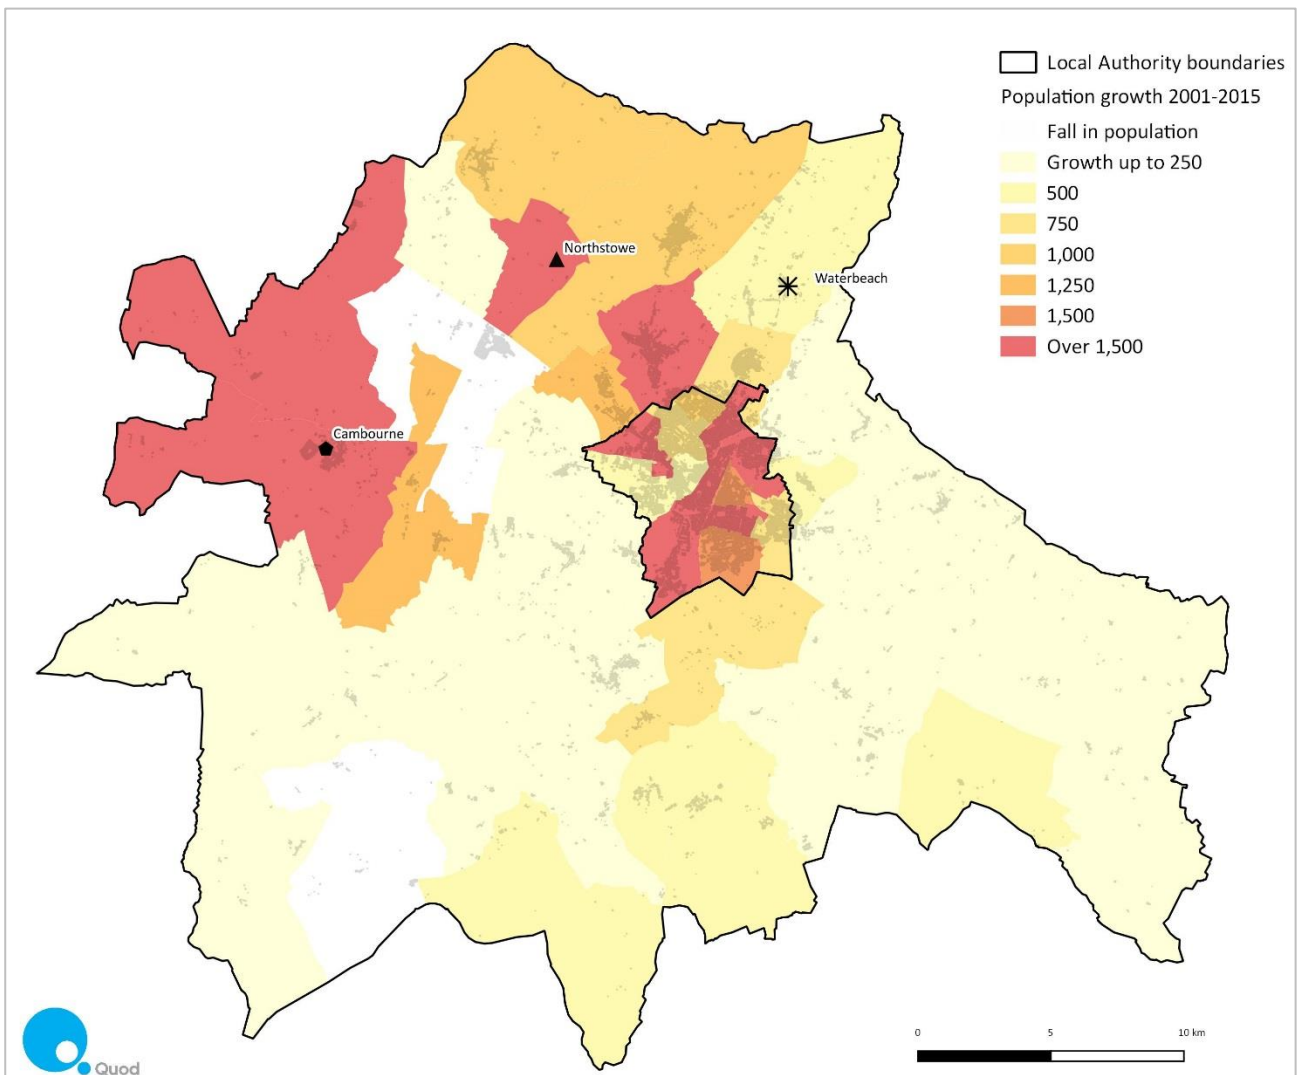 Local Authority boundaries
Population growth 2001-2015
Fall in population
Growth up to 250
500
750
1,000
1,250
1,500
Over 1,500
Northstowe
Waterbeach
Cambourne
0 5 10 km
Quod